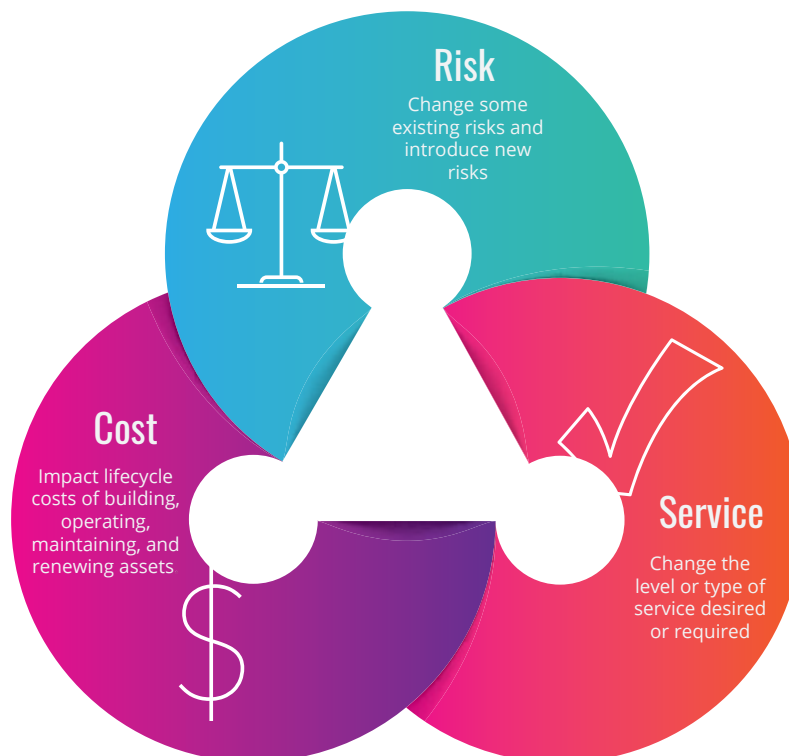 Risk
Change some
existing risks and
introduce new
risks
Cost
Impact lifecycle
costs of building,
operating,
maintaining, and
renewing assets
$
Service
Change the
level or type of
service desired
or required